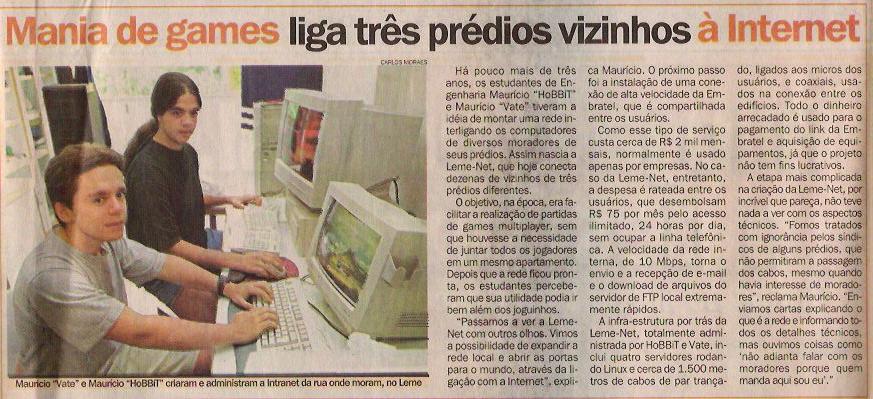 Mania de games liga três prédios vizinhos à Internet
CARLOS MORAES
Maurício "Vate" e Maurício "HoBBiT" criaram e administram a Intranet da rua onde moram, no Leme
Há pouco mais de três
anos, os estudantes de En-
genharia Maurício "HoBBiT"
e Maurício "Vate" tiveram a
idéia de montar uma rede in-
terligando os computadores
de diversos moradores de
seus prédios. Assim nascia a
Leme-Net, que hoje conecta
dezenas de vizinhos de três
prédios diferentes.
O objetivo, na época, era fa-
cilitar a realização de partidas
de games multiplayer, sem
que houvesse a necessidade
de juntar todos os jogadores
em um mesmo apartamento.
Depois que a rede ficou pron-
ta, os estudantes percebe-
ram que sua utilidade podia ir
bem além dos joguinhos.
"Passamos a ver a Leme-
Net com outros olhos. Vimos
a possibilidade de expandir a
rede local e abrir as portas
para o mundo, através da li-
gação com a Internet", expli-
ca Maurício. O próximo passo
foi a instalação de uma cone-
xão de alta velocidade da Em-
bratel, que é compartilhada
entre os usuários.
Como esse tipo de serviço
custa cerca de R$ 2 mil men-
sais, normalmente é usado
apenas por empresas. No ca-
so da Leme-Net, entretanto,
a despesa é rateada entre os
usuários, que desembolsam
R$ 75 por mês pelo acesso
ilimitado, 24 horas por dia,
sem ocupar a linha telefôni-
ca. A velocidade da rede in-
terna, de 10 Mbps, torna o
envio e a recepção de e-mail
e o download de arquivos do
servidor de FTP local extrema-
mente rápidos.
A infra-estrutura por trás da
Leme-Net, totalmente admi-
nistrada por HoBBiT e Vate, in-
clui quatro servidores rodan-
do Linux e cerca de 1.500 me-
tros de cabos de par trança-
do, ligados aos micros dos
usuários, e coaxiais, usa-
dos na conexão entre os
edifícios. Todo o dinheiro
arrecadado é usado para o
pagamento do link da Em-
bratel e aquisição de equi-
pamentos, já que o projeto
não tem fins lucrativos.
A etapa mais complicada
na criação da Leme-Net, por
incrível que pareça, não teve
nada a ver com os aspectos
técnicos. "Fomos tratados
com ignorância pelos síndi-
cos de alguns prédios, que
não permitiram a passagem
dos cabos, mesmo quando
havia interesse de morado-
res", reclama Maurício. "En-
viamos cartas explicando o
que é a rede e informando to-
dos os detalhes técnicos,
mas ouvimos coisas como
'não adianta falar com os
moradores porque quem
manda aqui sou eu'."